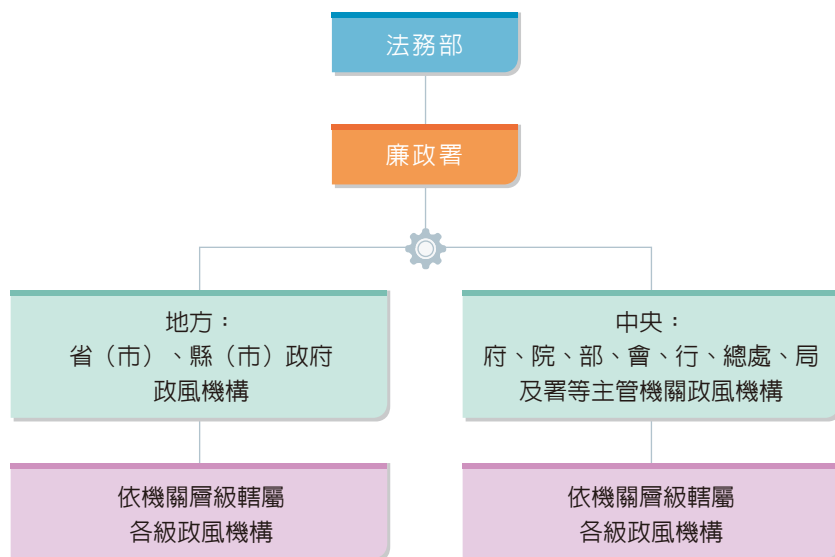 法務部
廉政署
地方：
省（市）、縣（市）政府
政風機構
中央：
府、院、部、會、行、總處、局
及署等主管機關政風機構
依機關層級轄屬
各級政風機構
依機關層級轄屬
各級政風機構